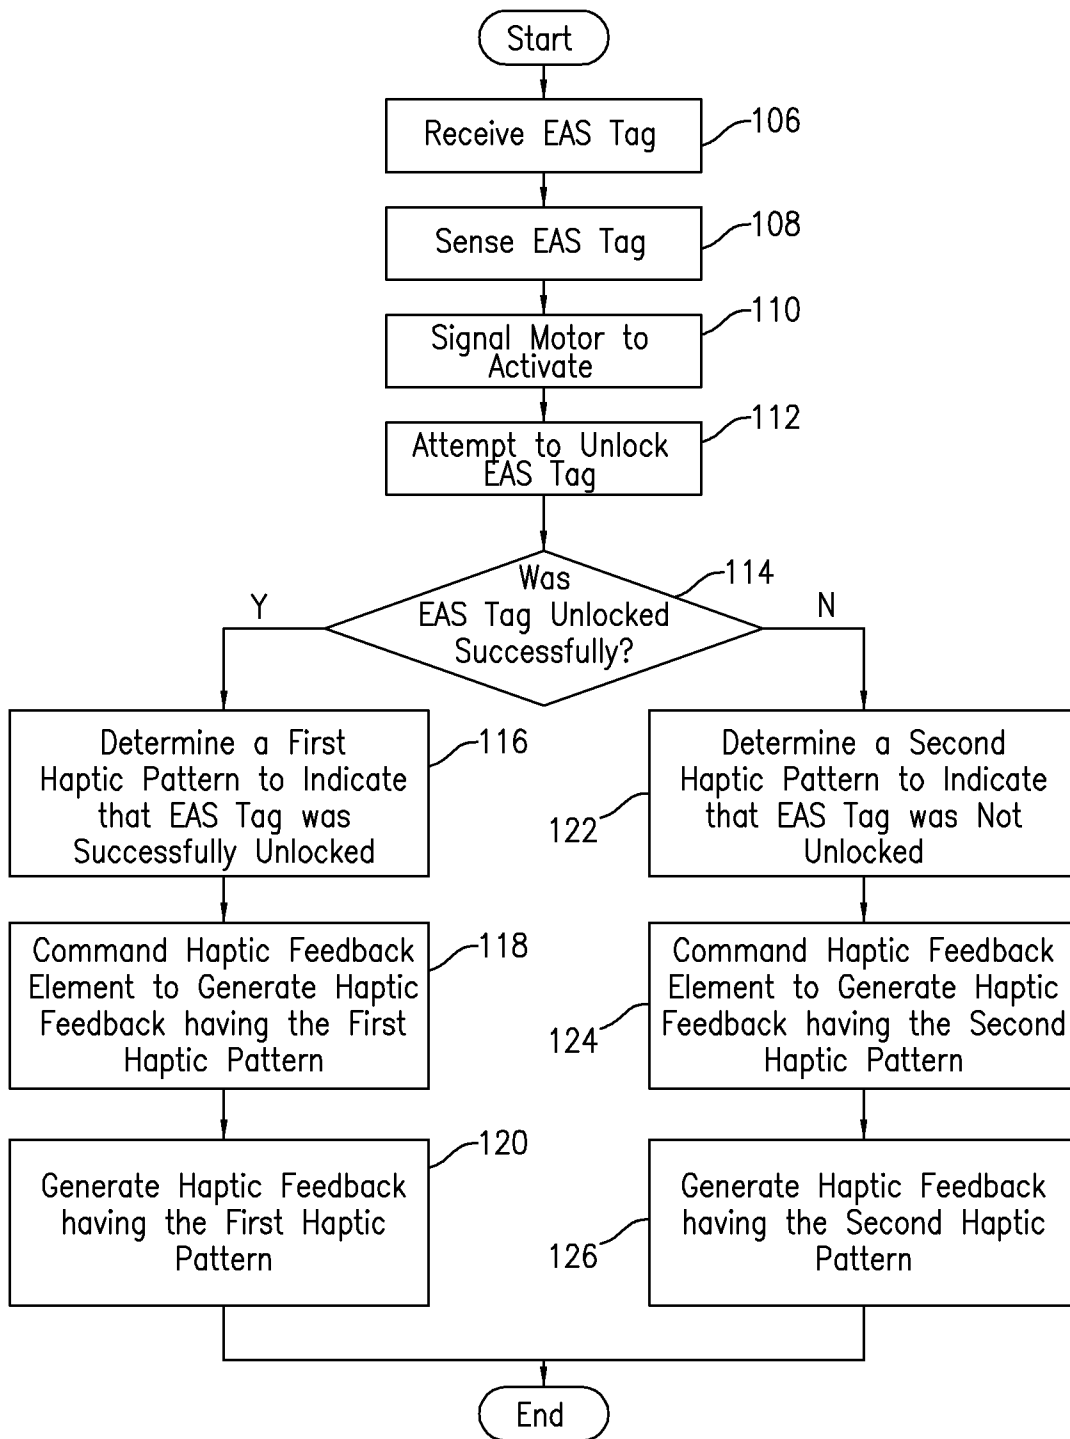 Start
Receive EAS Tag
106
Sense EAS Tag
108
Signal Motor to
Activate
110
Attempt to Unlock
EAS Tag
112
Was
EAS Tag Unlocked
Successfully?
114
Y
N
Determine a First
Haptic Pattern to Indicate
that EAS Tag was
Successfully Unlocked
116
Command Haptic Feedback
Element to Generate Haptic
Feedback having the First
Haptic Pattern
118
Generate Haptic Feedback
having the First Haptic
Pattern
120
Determine a Second
Haptic Pattern to Indicate
that EAS Tag was Not
Unlocked
122
Command Haptic Feedback
Element to Generate Haptic
Feedback having the Second
Haptic Pattern
124
Generate Haptic Feedback
having the Second Haptic
Pattern
126
End